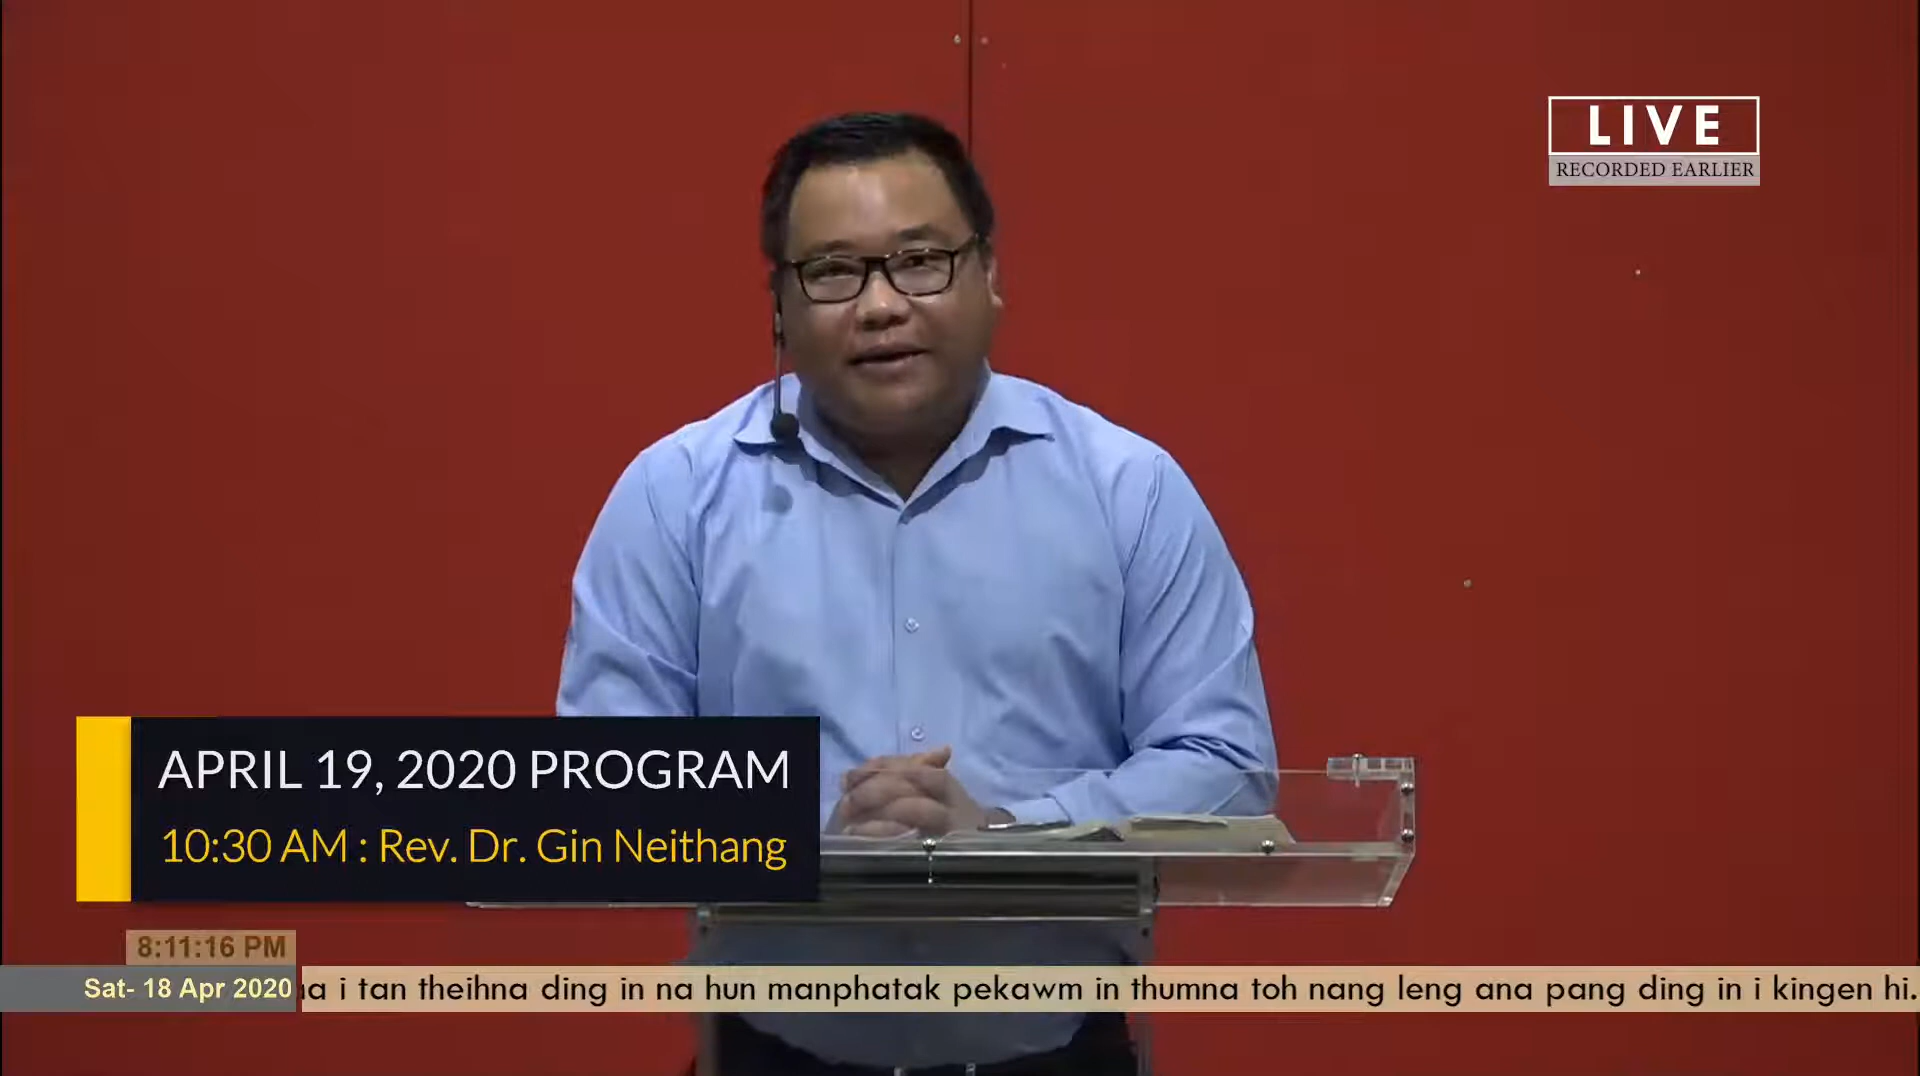 LIVE
RECORDED EARLIER
APRIL 19, 2020 PROGRAM
10:30 AM : Rev. Dr. Gin Neithang
8:11:16 PM
Sat- 18 Apr 2020
i tan theihna ding in na hun manphatak pekawm in thumna toh nang leng ana pang ding in i kingen hi.